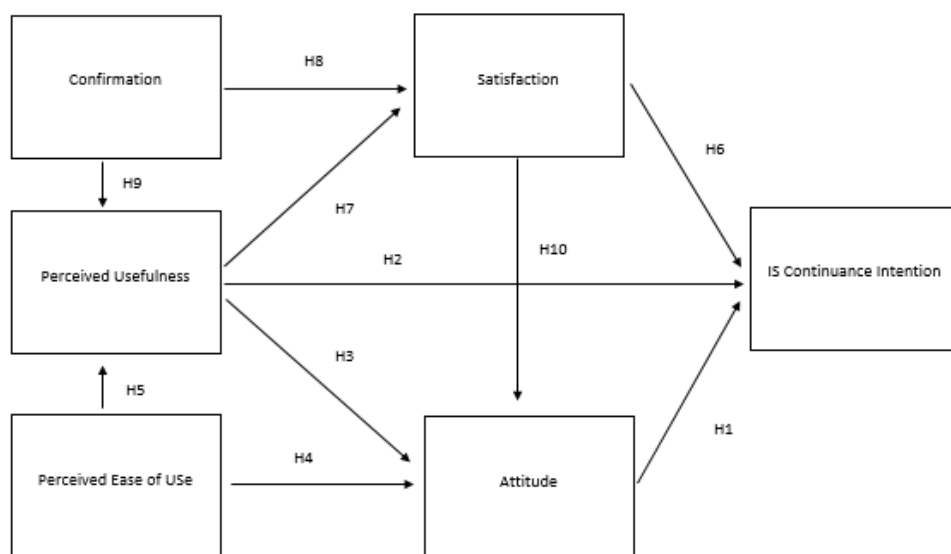 Confirmation
H8
Satisfaction
H6
H9
H7
Perceived Usefulness
H2
H10
IS Continuance Intention
H3
H5
H1
Perceived Ease of USe
H4
Attitude